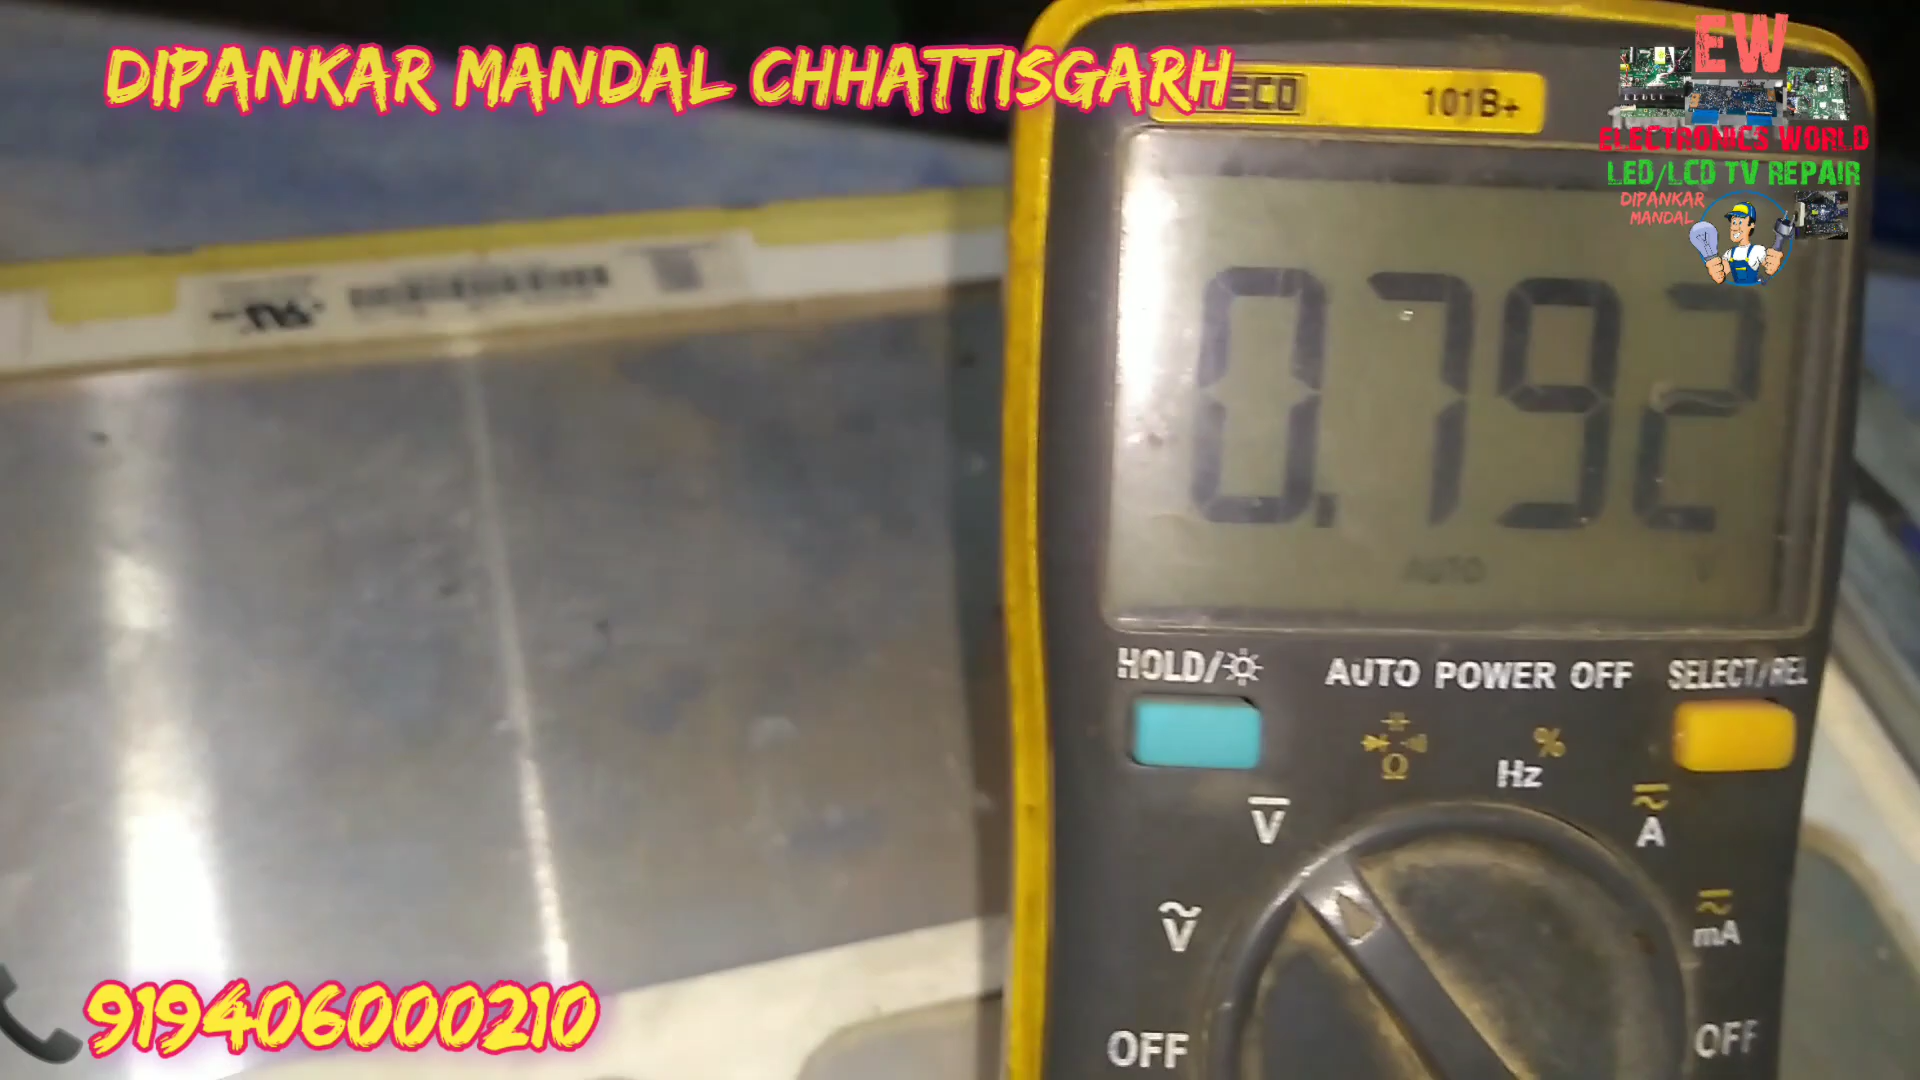 DIPANKAR MANDAL CHHATTISGARH
101B+
EW
ELECTRONICS WORLD
LED/LCD TV REPAIR
DIPANKAR
MANDAL
0.792
AUTO V
HOLD/ AUTO POWER OFF SELECT/REL
Ω
%
Hz
V
A
V
mA
OFF
OFF
919406000210